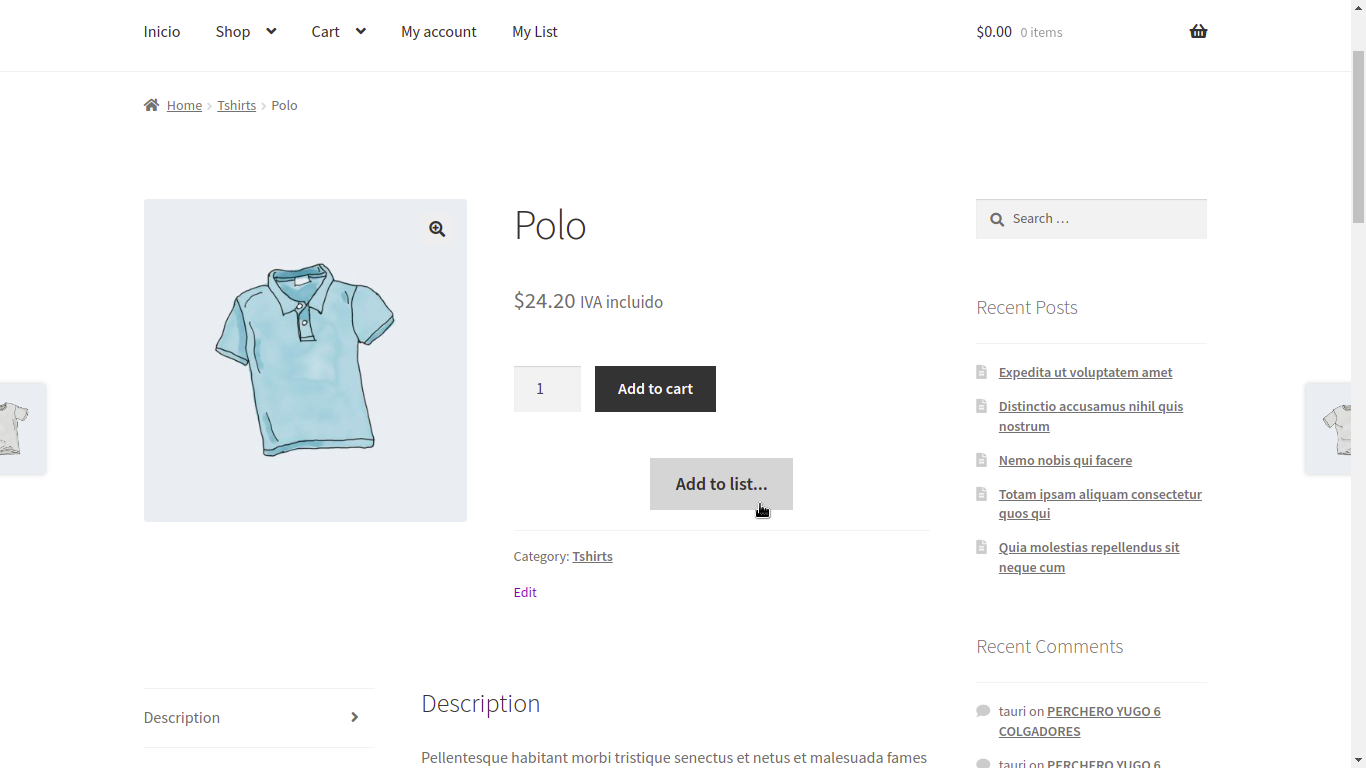 Inicio Shop Cart My account My List $0.00 0 items
Home Tshirts Polo
Polo
$24.20 IVA incluido
1 Add to cart
Add to list...
Category: Tshirts
Edit
Search …
Recent Posts
Expedita ut voluptatem amet
Distinctio accusamus nihil quis
nostrum
Nemo nobis qui facere
Totam ipsam aliquam consectetur
quos qui
Quia molestias repellendus sit
neque cum
Recent Comments
tauri on PERCHERO YUGO 6
COLGADORES
tauri on PERCHERO YUGO 6
Description
Description
Pellentesque habitant morbi tristique senectus et netus et malesuada fames